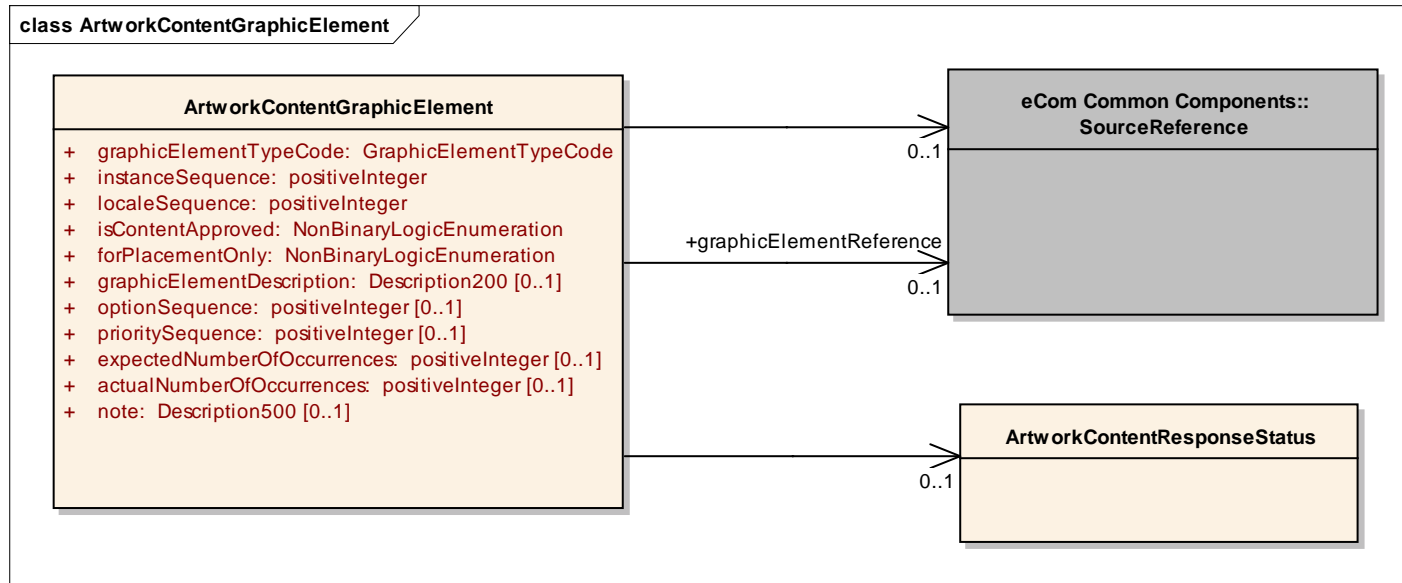 class ArtworkContentGraphicElement
ArtworkContentGraphicElement
+ graphicElementTypeCode: GraphicElementTypeCode
+ instanceSequence: positiveInteger
+ localeSequence: positiveInteger
+ isContentApproved: NonBinaryLogicEnumeration
+ forPlacementOnly: NonBinaryLogicEnumeration
+ graphicElementDescription: Description200 [0..1]
+ optionSequence: positiveInteger [0..1]
+ prioritySequence: positiveInteger [0..1]
+ expectedNumberOfOccurrences: positiveInteger [0..1]
+ actualNumberOfOccurrences: positiveInteger [0..1]
+ note: Description500 [0..1]
eCom Common Components::
SourceReference
0..1
+graphicElementReference
0..1
ArtworkContentResponseStatus
0..1